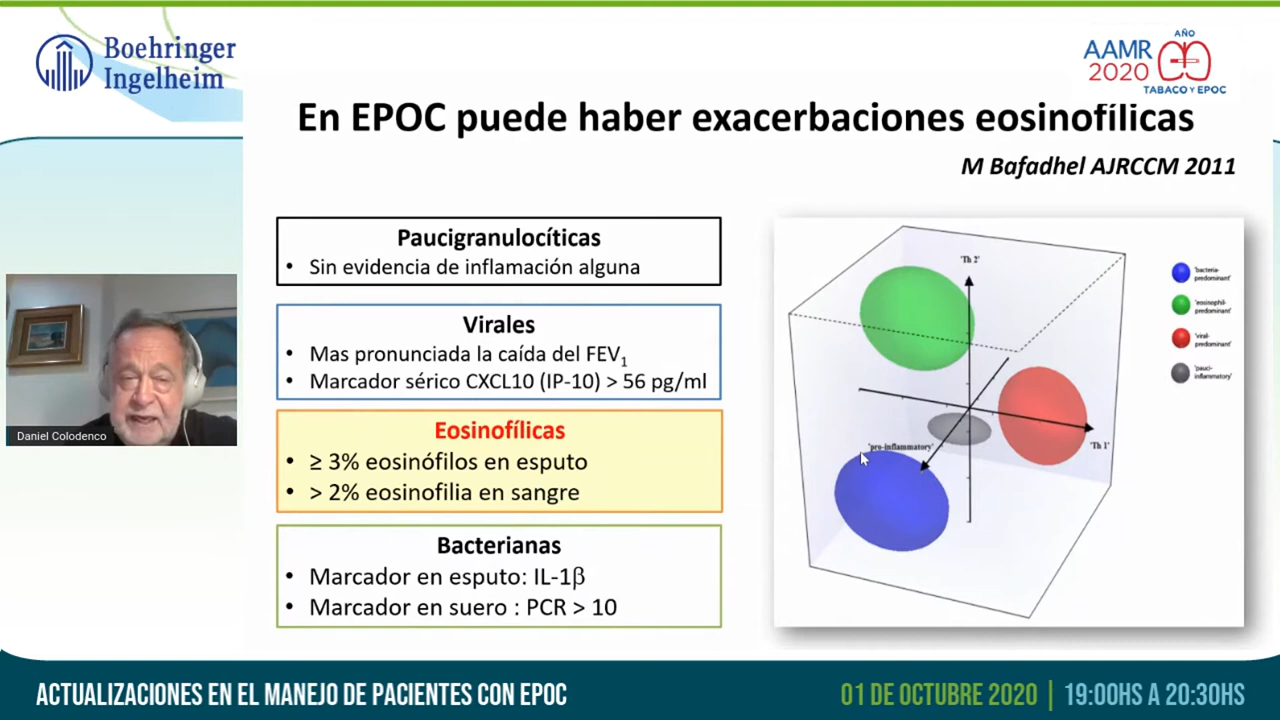 Boehringer
Ingelheim
AÑO
AAMR
2020
TABACO Y EPOC
En EPOC puede haber exacerbaciones eosinofílicas
M Bafadhel AJRCCM 2011
Paucigranulocíticas
• Sin evidencia de inflamación alguna
Virales
• Mas pronunciada la caída del FEV₁
• Marcador sérico CXCL10 (IP-10) > 56 pg/ml
Eosinofílicas
• ≥ 3% eosinófilos en esputo
• > 2% eosinofilia en sangre
Bacterianas
• Marcador en esputo: IL-1β
• Marcador en suero : PCR > 10
'Th 2'
'Th 1'
'pro-inflammatory'
'bacteria-
predominant'
'eosinophil-
predominant'
'viral-
predominant'
'pauci-
inflammatory'
Daniel Colodenco
ACTUALIZACIONES EN EL MANEJO DE PACIENTES CON EPOC
01 DE OCTUBRE 2020 | 19:00HS A 20:30HS